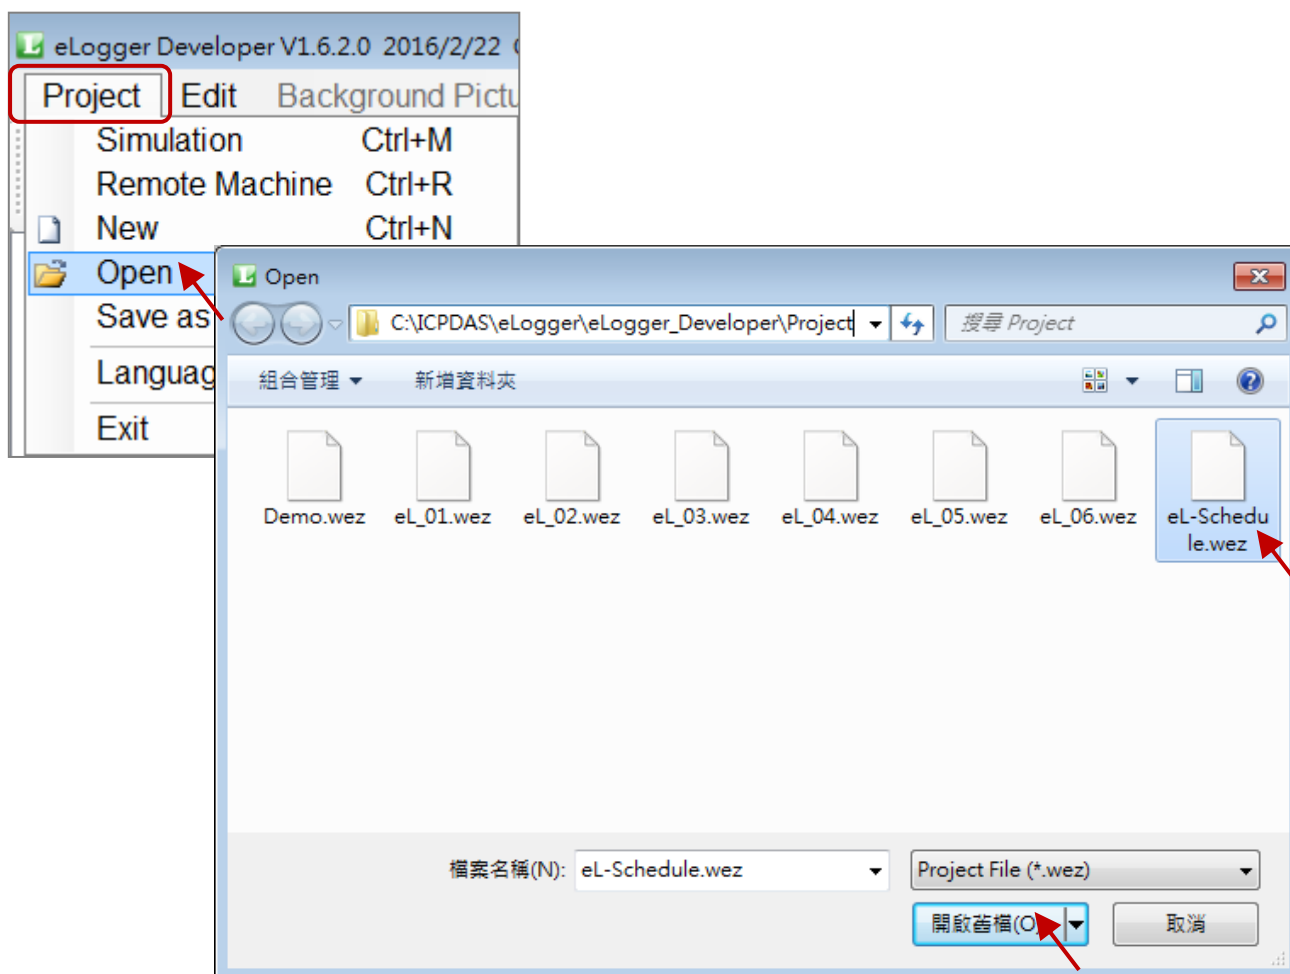 eLogger Developer V1.6.2.0 2016/2/22
Project Edit Background Pictu
Simulation Ctrl+M
Remote Machine Ctrl+R
New Ctrl+N
Open
Save as
Languag
Exit
Open
C:\ICPDAS\eLogger\eLogger_Developer\Project
搜尋 Project
組合管理 新增資料夾
Demo.wez eL_01.wez eL_02.wez eL_03.wez eL_04.wez eL_05.wez eL_06.wez eL-Schedu
le.wez
檔案名稱(N): eL-Schedule.wez Project File (*.wez)
開啟舊檔(O 取消